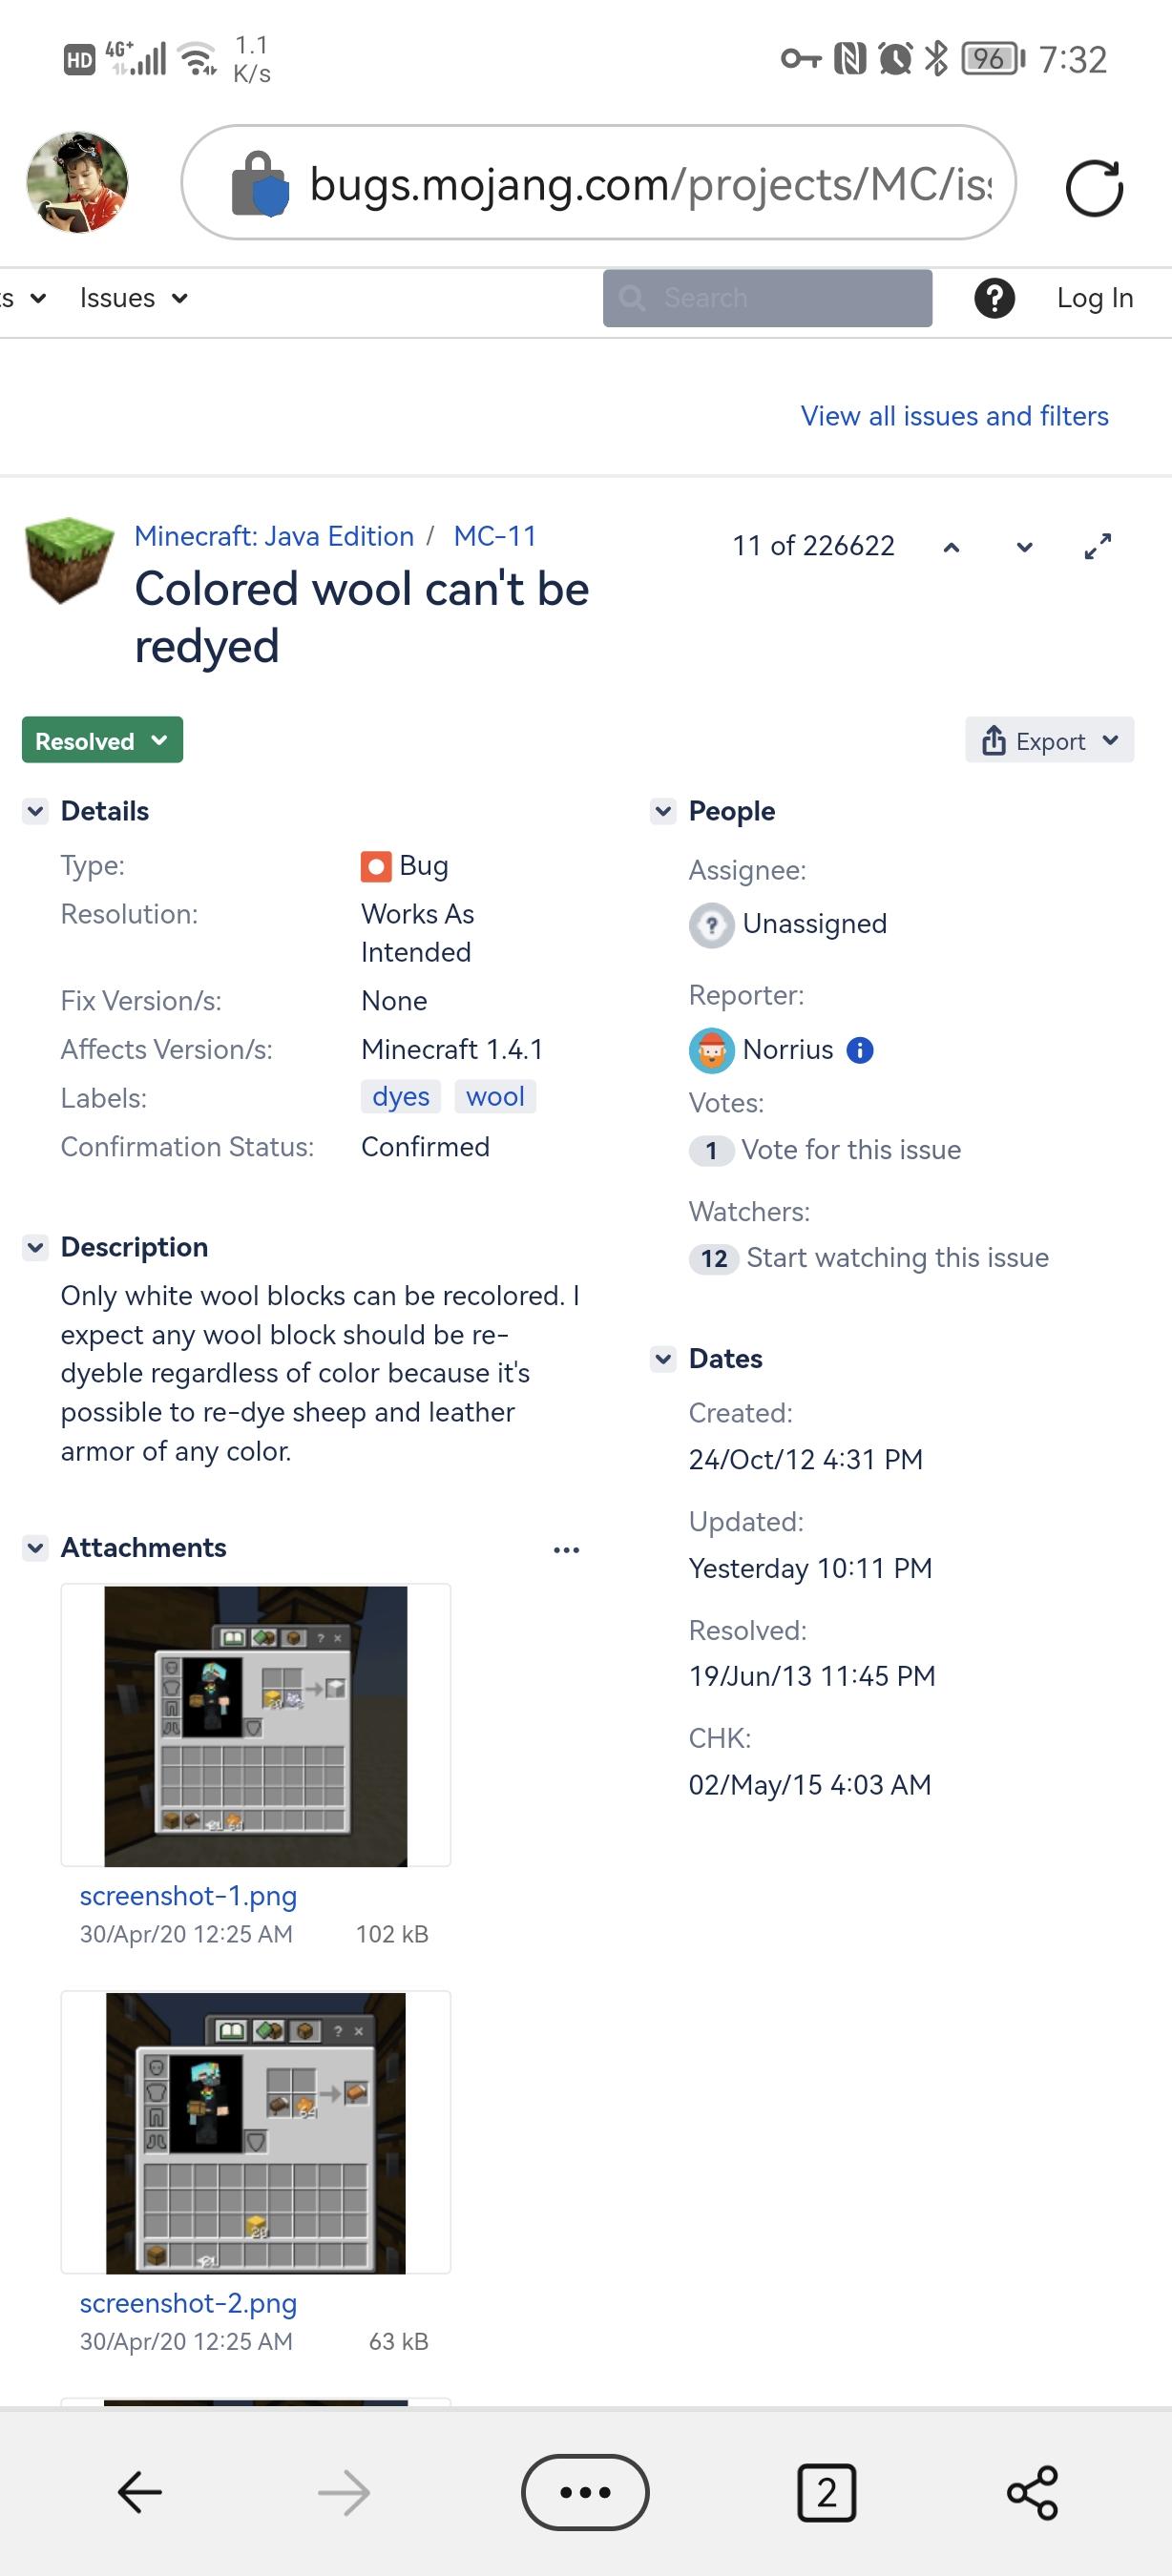 HD 4G+ 1.1 K/s 96 7:32
bugs.mojang.com/projects/MC/is
s Issues Search ? Log In
View all issues and filters
Minecraft: Java Edition / MC-11
11 of 226622
Colored wool can't be
redyed
Resolved
Export
Details
Type: Bug
Resolution: Works As
Intended
Fix Version/s: None
Affects Version/s: Minecraft 1.4.1
Labels: dyes wool
Confirmation Status: Confirmed
People
Assignee:
Unassigned
Reporter:
Norrius
Votes:
1 Vote for this issue
Watchers:
12 Start watching this issue
Description
Only white wool blocks can be recolored. I
expect any wool block should be re-
dyeble regardless of color because it's
possible to re-dye sheep and leather
armor of any color.
Dates
Created:
24/Oct/12 4:31 PM
Updated:
Yesterday 10:11 PM
Resolved:
19/Jun/13 11:45 PM
CHK:
02/May/15 4:03 AM
Attachments
screenshot-1.png
30/Apr/20 12:25 AM 102 kB
screenshot-2.png
30/Apr/20 12:25 AM 63 kB
2